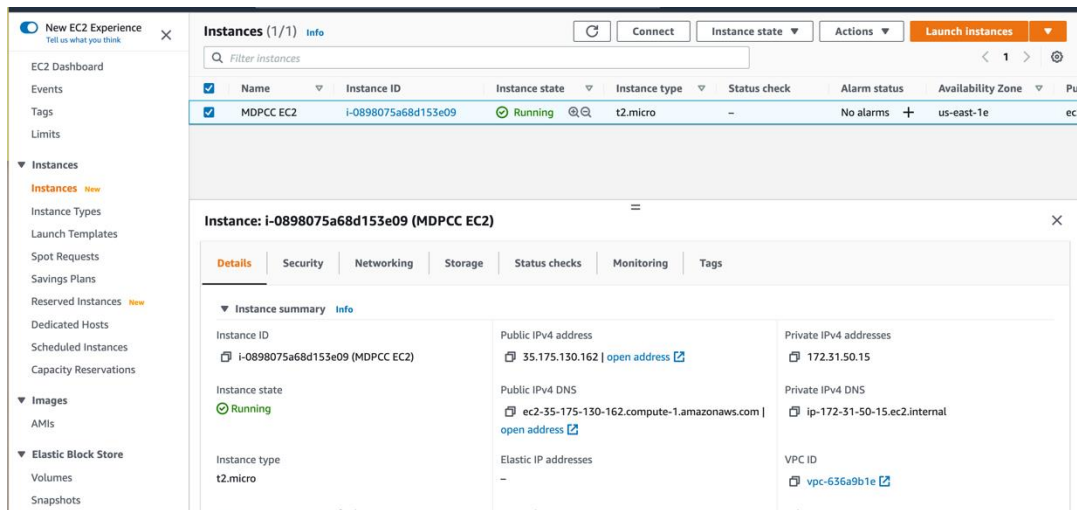 New EC2 Experience
Tell us what you think
EC2 Dashboard
Events
Tags
Limits
Instances
Instances New
Instance Types
Launch Templates
Spot Requests
Savings Plans
Reserved Instances New
Dedicated Hosts
Scheduled Instances
Capacity Reservations
Images
AMIs
Elastic Block Store
Volumes
Snapshots
Instances (1/1) Info
Connect
Instance state
Actions
Launch instances
Filter instances
1
Name Instance ID Instance state Instance type Status check Alarm status Availability Zone Pu
MDPCC EC2 i-0898075a68d153e09 Running t2.micro – No alarms + us-east-1e ec
Instance: i-0898075a68d153e09 (MDPCC EC2)
Details Security Networking Storage Status checks Monitoring Tags
Instance summary Info
Instance ID
i-0898075a68d153e09 (MDPCC EC2)
Public IPv4 address
35.175.130.162 | open address
Private IPv4 addresses
172.31.50.15
Instance state
Running
Public IPv4 DNS
ec2-35-175-130-162.compute-1.amazonaws.com |
open address
Private IPv4 DNS
ip-172-31-50-15.ec2.internal
Instance type
t2.micro
Elastic IP addresses
–
VPC ID
vpc-636a9b1e